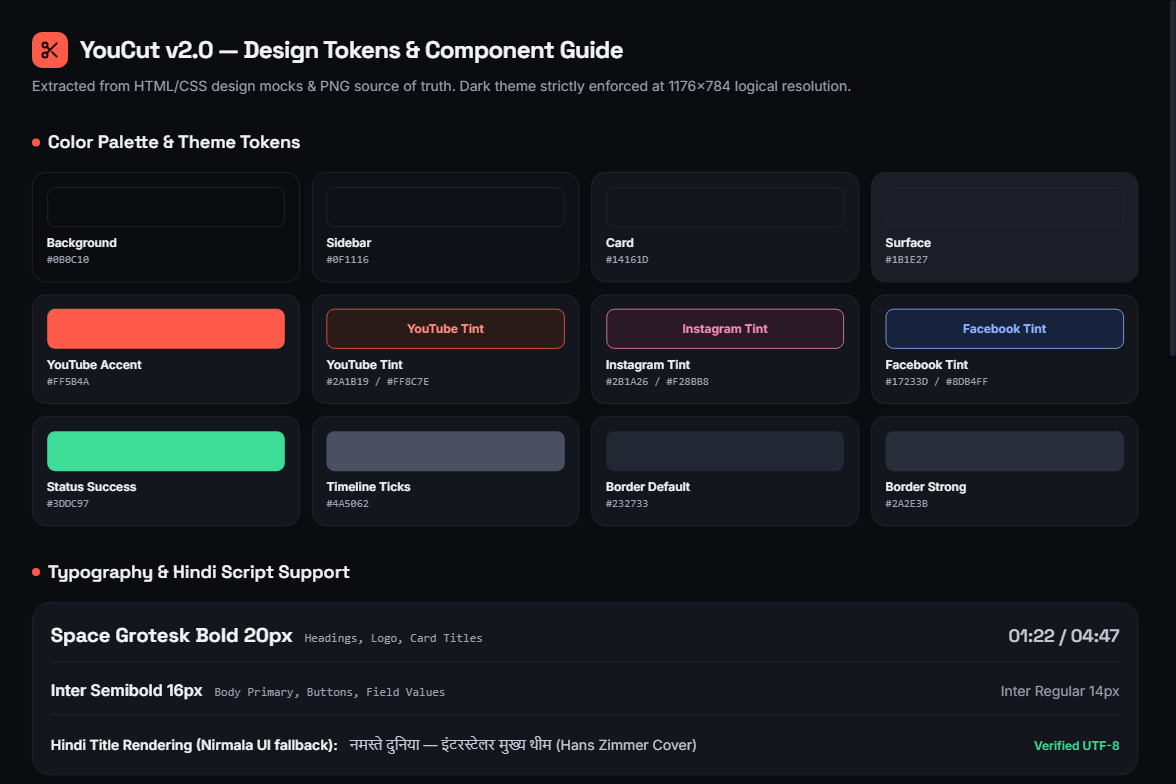 YouCut v2.0 — Design Tokens & Component Guide
Extracted from HTML/CSS design mocks & PNG source of truth. Dark theme strictly enforced at 1176×784 logical resolution.
Color Palette & Theme Tokens
Background
#0B0C10
Sidebar
#0F1116
Card
#14161D
Surface
#1B1E27
YouTube Accent
#FF5B4A
YouTube Tint
YouTube Tint
#2A1B19 / #FF8C7E
Instagram Tint
Instagram Tint
#2B1A26 / #F28BB8
Facebook Tint
Facebook Tint
#17233D / #8DB4FF
Status Success
#3DDC97
Timeline Ticks
#4A5062
Border Default
#232733
Border Strong
#2A2E3B
Typography & Hindi Script Support
Space Grotesk Bold 20px Headings, Logo, Card Titles 01:22 / 04:47
Inter Semibold 16px Body Primary, Buttons, Field Values Inter Regular 14px
Hindi Title Rendering (Nirmala UI fallback): नमस्ते दुनिया — इंटरस्टेलर मुख्य थीम (Hans Zimmer Cover) Verified UTF-8